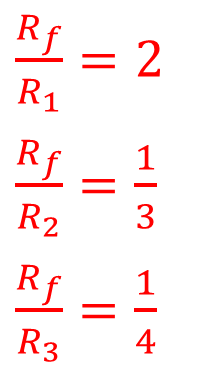 R_f/R_1 = 2
R_f/R_2 = 1/3
R_f/R_3 = 1/4